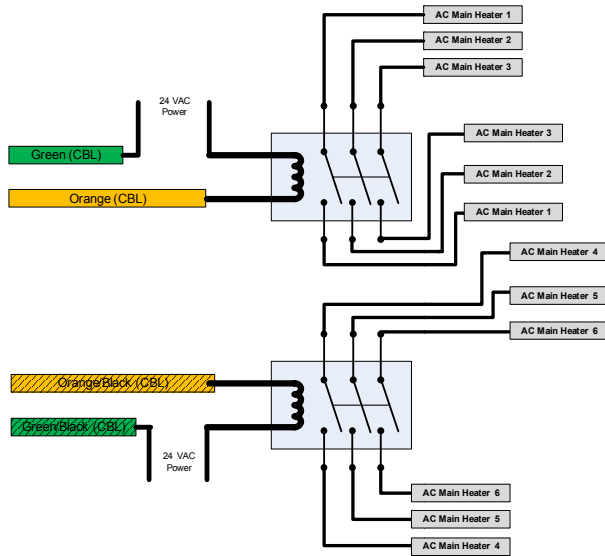 AC Main Heater 1
AC Main Heater 2
AC Main Heater 3
24 VAC
Power
Green (CBL)
Orange (CBL)
AC Main Heater 3
AC Main Heater 2
AC Main Heater 1
AC Main Heater 4
AC Main Heater 5
AC Main Heater 6
Orange/Black (CBL)
Green/Black (CBL)
24 VAC
Power
AC Main Heater 6
AC Main Heater 5
AC Main Heater 4